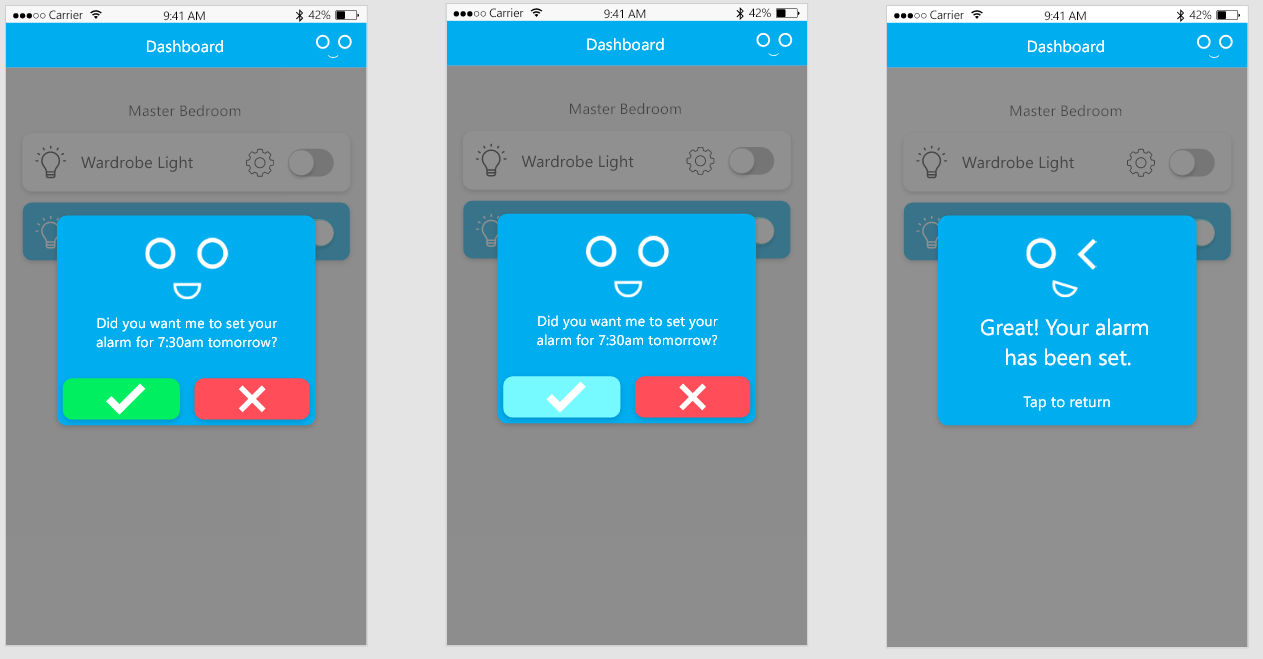 Carrier 9:41 AM 42%
Dashboard
Master Bedroom
Wardrobe Light
Did you want me to set your
alarm for 7:30am tomorrow?
Carrier 9:41 AM 42%
Dashboard
Master Bedroom
Wardrobe Light
Did you want me to set your
alarm for 7:30am tomorrow?
Carrier 9:41 AM 42%
Dashboard
Master Bedroom
Wardrobe Light
Great! Your alarm
has been set.
Tap to return